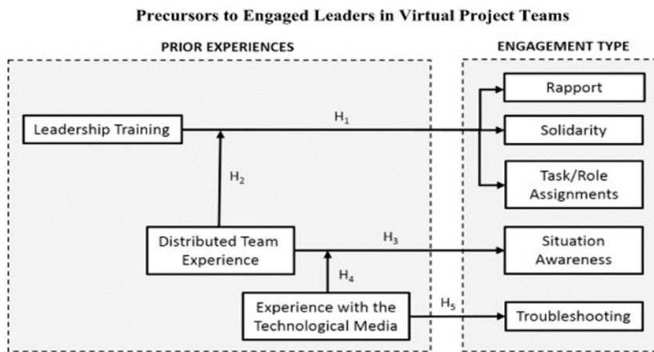 Precursors to Engaged Leaders in Virtual Project Teams
PRIOR EXPERIENCES
ENGAGEMENT TYPE
Rapport
Leadership Training
H₁
Solidarity
H₂
Task/Role
Assignments
Distributed Team
Experience
H₃
Situation
Awareness
H₄
Experience with the
Technological Media
H₅
Troubleshooting